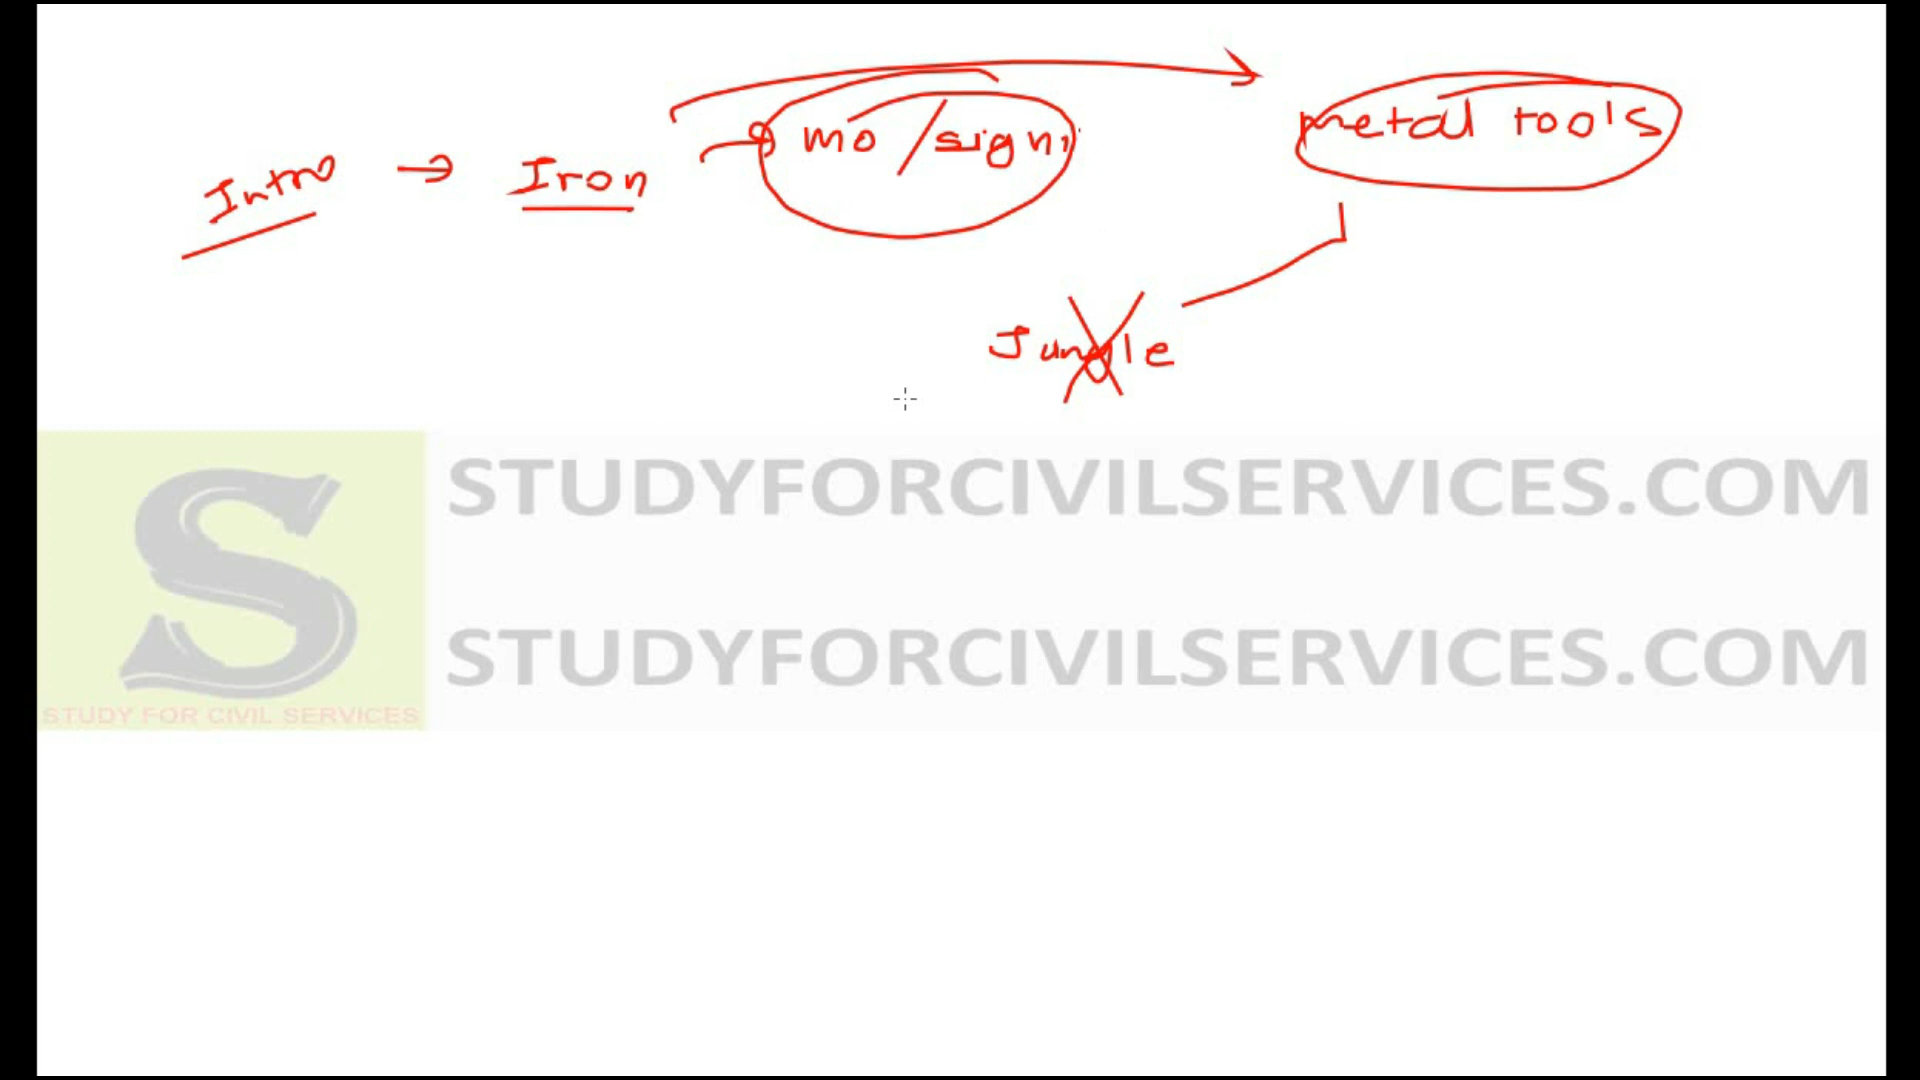 Intro → Iron → mo/signi metal tools
Jungle
STUDYFORCIVILSERVICES.COM
STUDYFORCIVILSERVICES.COM
STUDY FOR CIVIL SERVICES